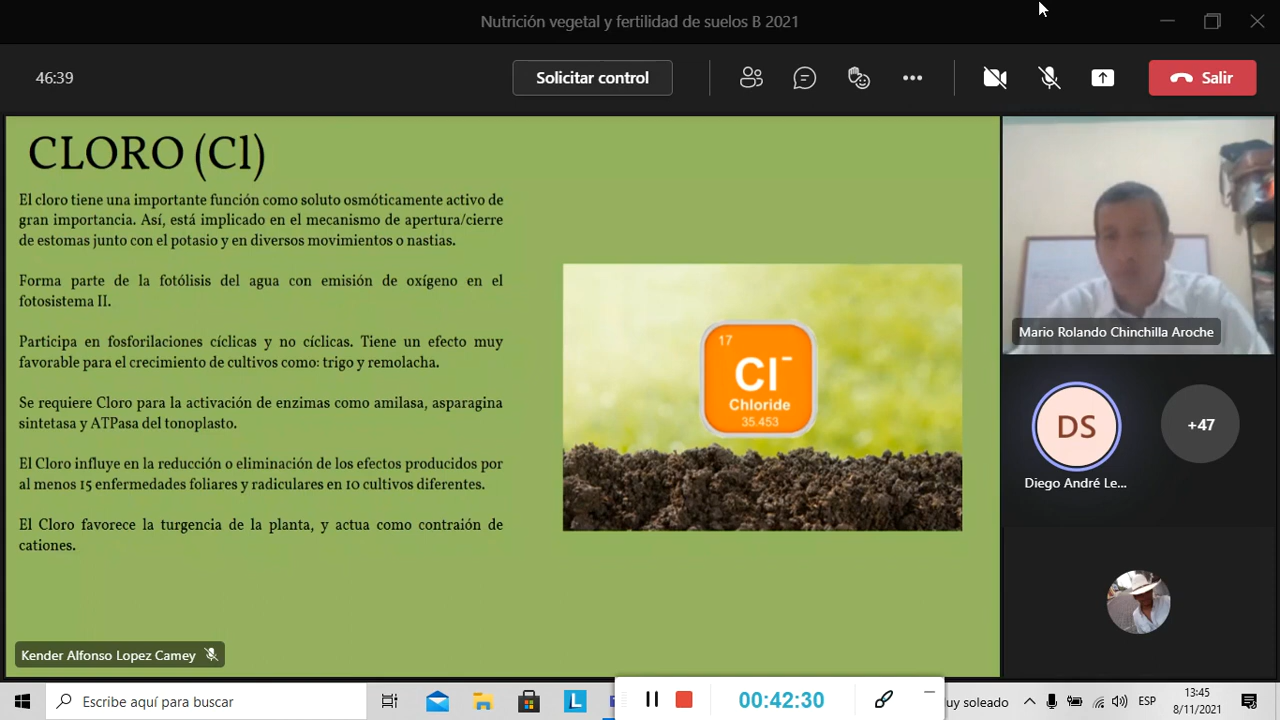 Nutrición vegetal y fertilidad de suelos B 2021
46:39
Solicitar control
Salir
CLORO (Cl)
El cloro tiene una importante función como soluto osmóticamente activo de
gran importancia. Así, está implicado en el mecanismo de apertura/cierre
de estomas junto con el potasio y en diversos movimientos o nastias.
Forma parte de la fotólisis del agua con emisión de oxígeno en el
fotosistema II.
Participa en fosforilaciones cíclicas y no cíclicas. Tiene un efecto muy
favorable para el crecimiento de cultivos como: trigo y remolacha.
Se requiere Cloro para la activación de enzimas como amilasa, asparagina
sintetasa y ATPasa del tonoplasto.
El Cloro influye en la reducción o eliminación de los efectos producidos por
al menos 15 enfermedades foliares y radiculares en 10 cultivos diferentes.
El Cloro favorece la turgencia de la planta, y actua como contraión de
cationes.
17
Cl⁻
Chloride
35.453
Mario Rolando Chinchilla Aroche
DS
+47
Diego André Le...
Kender Alfonso Lopez Camey
Escribe aquí para buscar
L
00:42:30
uy soleado
ESP
13:45
8/11/2021